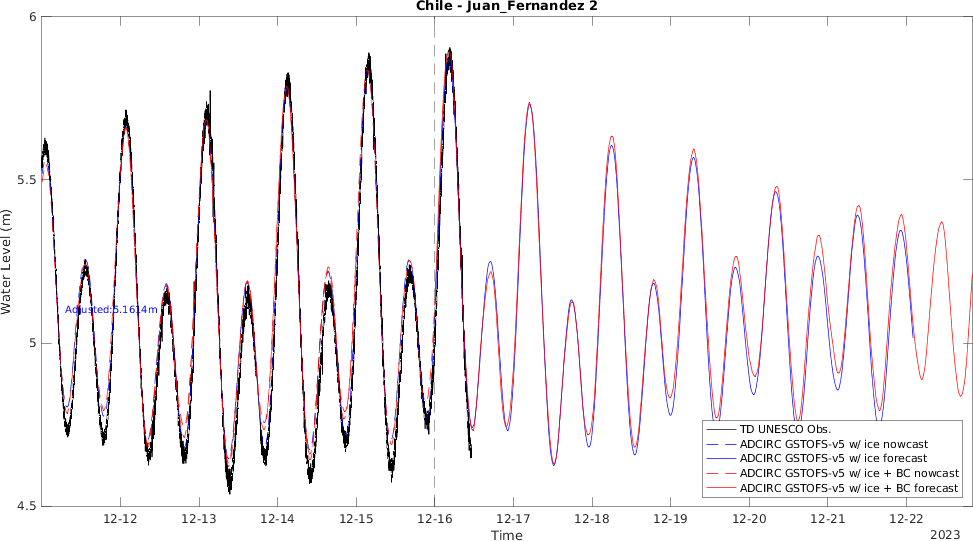 Chile - Juan_Fernandez 2
6
5.5
5
4.5
Water Level (m)
Adjusted:5.1614m
TD UNESCO Obs.
ADCIRC GSTOFS-v5 w/ ice nowcast
ADCIRC GSTOFS-v5 w/ ice forecast
ADCIRC GSTOFS-v5 w/ ice + BC nowcast
ADCIRC GSTOFS-v5 w/ ice + BC forecast
12-12 12-13 12-14 12-15 12-16 12-17 12-18 12-19 12-20 12-21 12-22
Time
2023